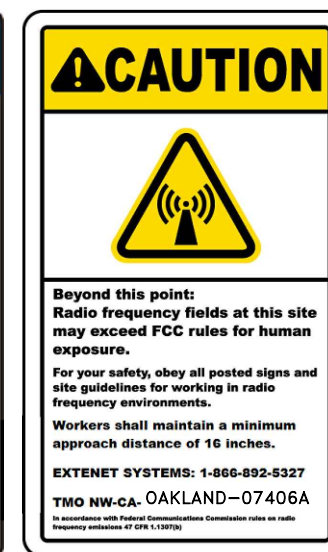 CAUTION
Beyond this point:
Radio frequency fields at this site
may exceed FCC rules for human
exposure.
For your safety, obey all posted signs and
site guidelines for working in radio
frequency environments.
Workers shall maintain a minimum
approach distance of 16 inches.
EXTENET SYSTEMS: 1-866-892-5327
TMO NW-CA- OAKLAND-07406A
In accordance with Federal Communications Commission rules on radio
frequency emissions 47 CFR 1.1307(b)